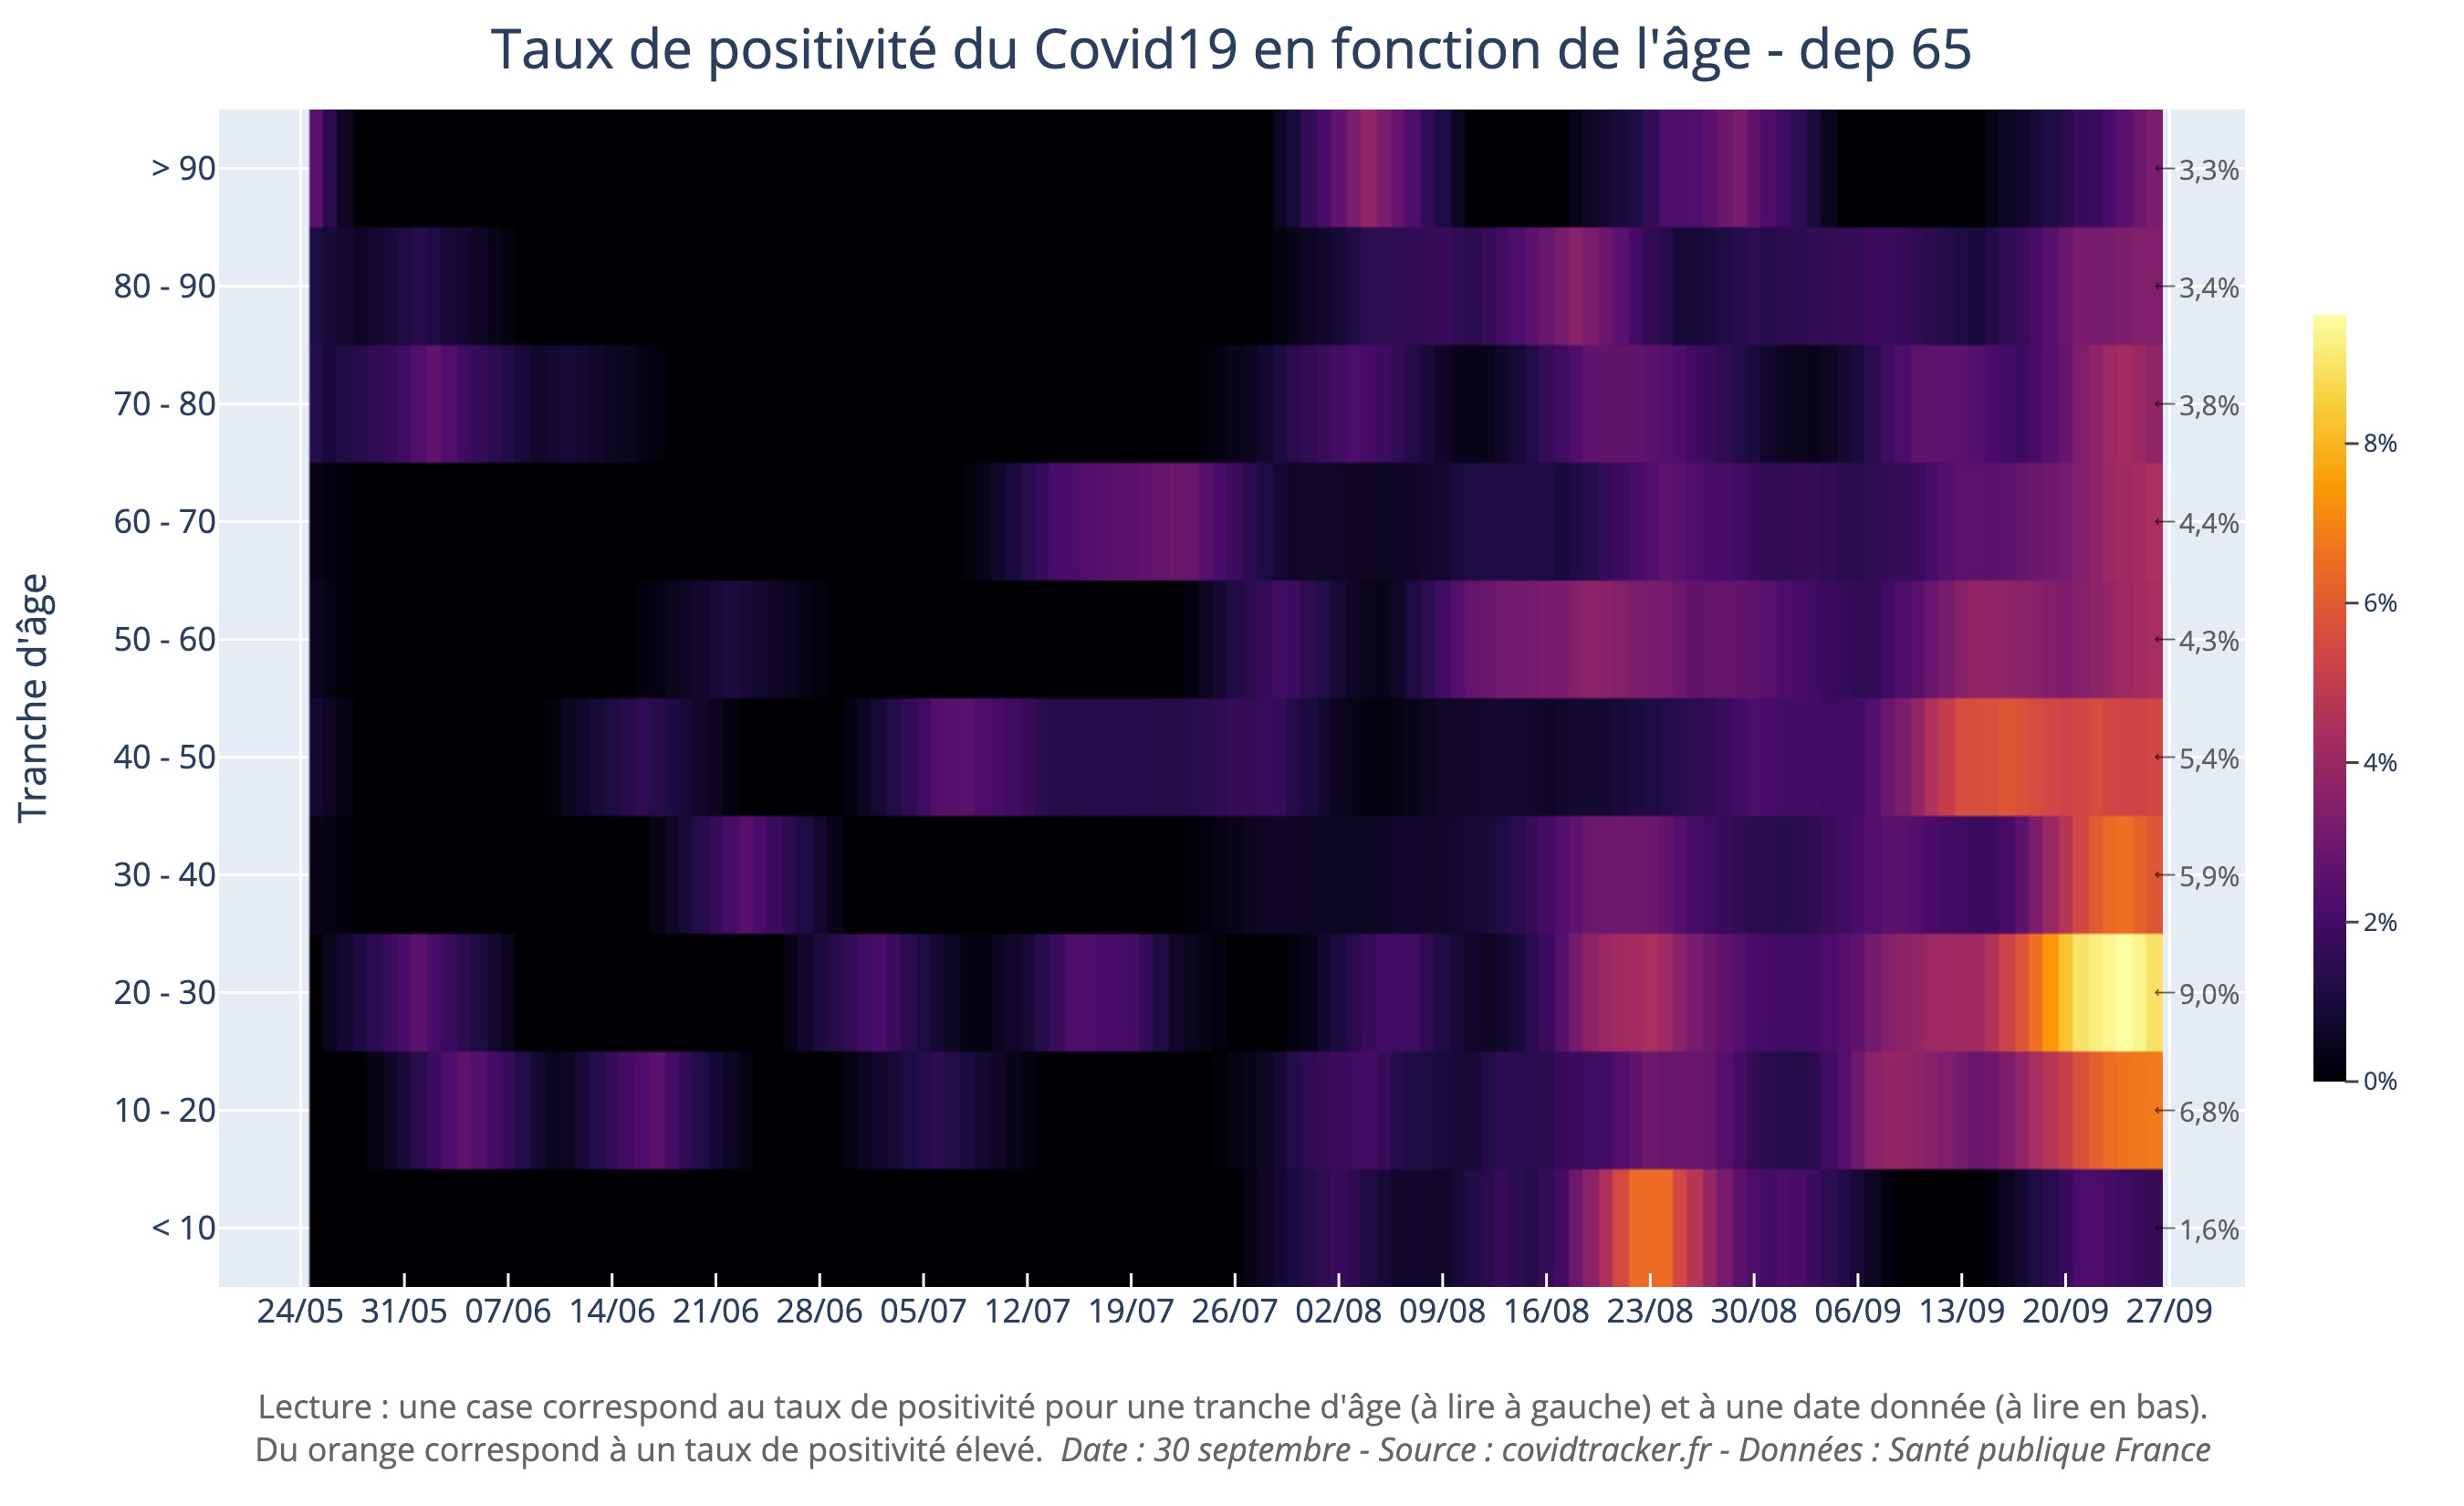 Taux de positivité du Covid19 en fonction de l'âge - dep 65
Tranche d'âge
> 90
80 - 90
70 - 80
60 - 70
50 - 60
40 - 50
30 - 40
20 - 30
10 - 20
< 10
3,3%
3,4%
3,8%
4,4%
4,3%
5,4%
5,9%
9,0%
6,8%
1,6%
8%
6%
4%
2%
0%
24/05 31/05 07/06 14/06 21/06 28/06 05/07 12/07 19/07 26/07 02/08 09/08 16/08 23/08 30/08 06/09 13/09 20/09 27/09
Lecture : une case correspond au taux de positivité pour une tranche d'âge (à lire à gauche) et à une date donnée (à lire en bas).
Du orange correspond à un taux de positivité élevé. Date : 30 septembre - Source : covidtracker.fr - Données : Santé publique France